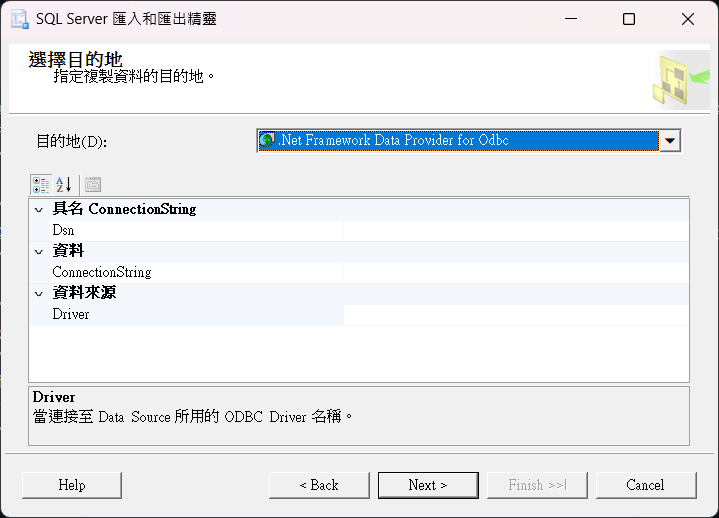 SQL Server 匯入和匯出精靈
選擇目的地
指定複製資料的目的地。
目的地(D):
.Net Framework Data Provider for Odbc
具名 ConnectionString
Dsn
資料
ConnectionString
資料來源
Driver
Driver
當連接至 Data Source 所用的 ODBC Driver 名稱。
Help
< Back
Next >
Finish >>|
Cancel